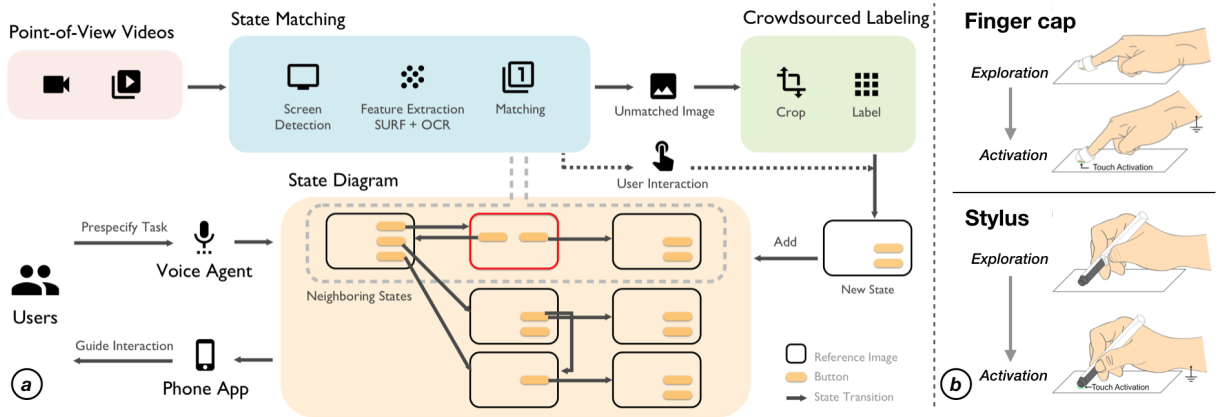 Point-of-View Videos
State Matching
Screen
Detection
Feature Extraction
SURF + OCR
1
Matching
Unmatched Image
Crowdsourced Labeling
Crop
Label
User Interaction
State Diagram
Prespecify Task
Voice Agent
Users
Guide Interaction
Phone App
Neighboring States
Add
New State
Reference Image
Button
State Transition
a
Finger cap
Exploration
Activation
Touch Activation
Stylus
Exploration
Activation
Touch Activation
b